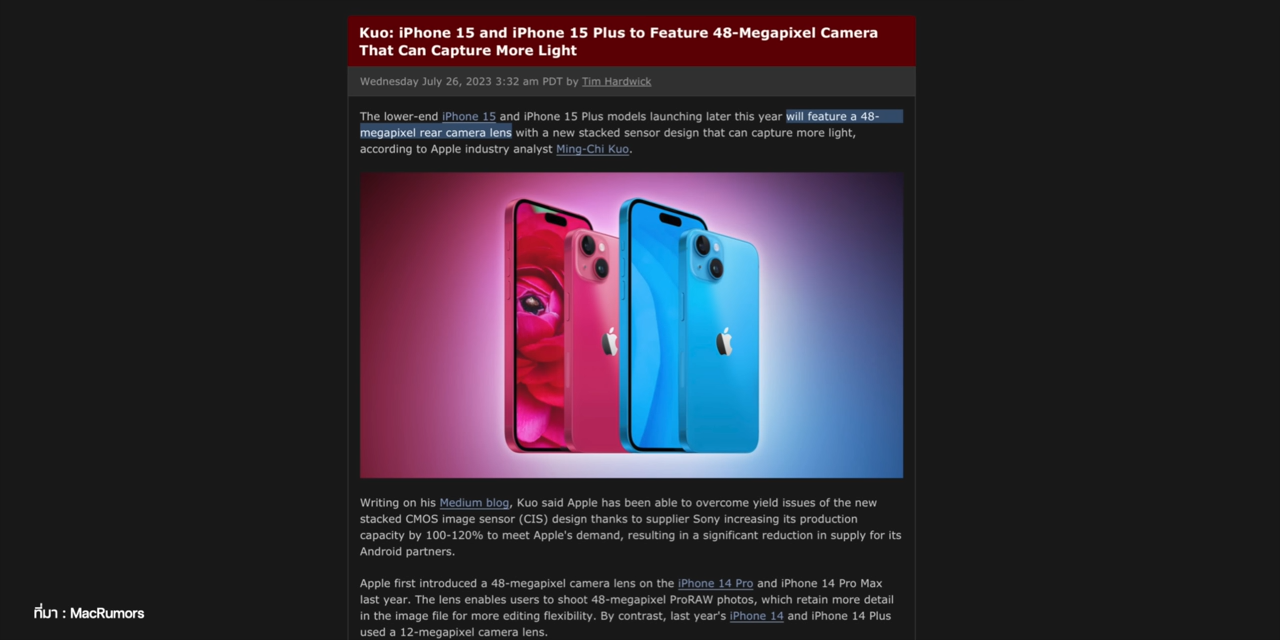 Kuo: iPhone 15 and iPhone 15 Plus to Feature 48-Megapixel Camera
That Can Capture More Light
Wednesday July 26, 2023 3:32 am PDT by Tim Hardwick
The lower-end iPhone 15 and iPhone 15 Plus models launching later this year will feature a 48-
megapixel rear camera lens with a new stacked sensor design that can capture more light,
according to Apple industry analyst Ming-Chi Kuo.
Writing on his Medium blog, Kuo said Apple has been able to overcome yield issues of the new
stacked CMOS image sensor (CIS) design thanks to supplier Sony increasing its production
capacity by 100-120% to meet Apple's demand, resulting in a significant reduction in supply for its
Android partners.
Apple first introduced a 48-megapixel camera lens on the iPhone 14 Pro and iPhone 14 Pro Max
last year. The lens enables users to shoot 48-megapixel ProRAW photos, which retain more detail
in the image file for more editing flexibility. By contrast, last year's iPhone 14 and iPhone 14 Plus
used a 12-megapixel camera lens.
ที่มา : MacRumors